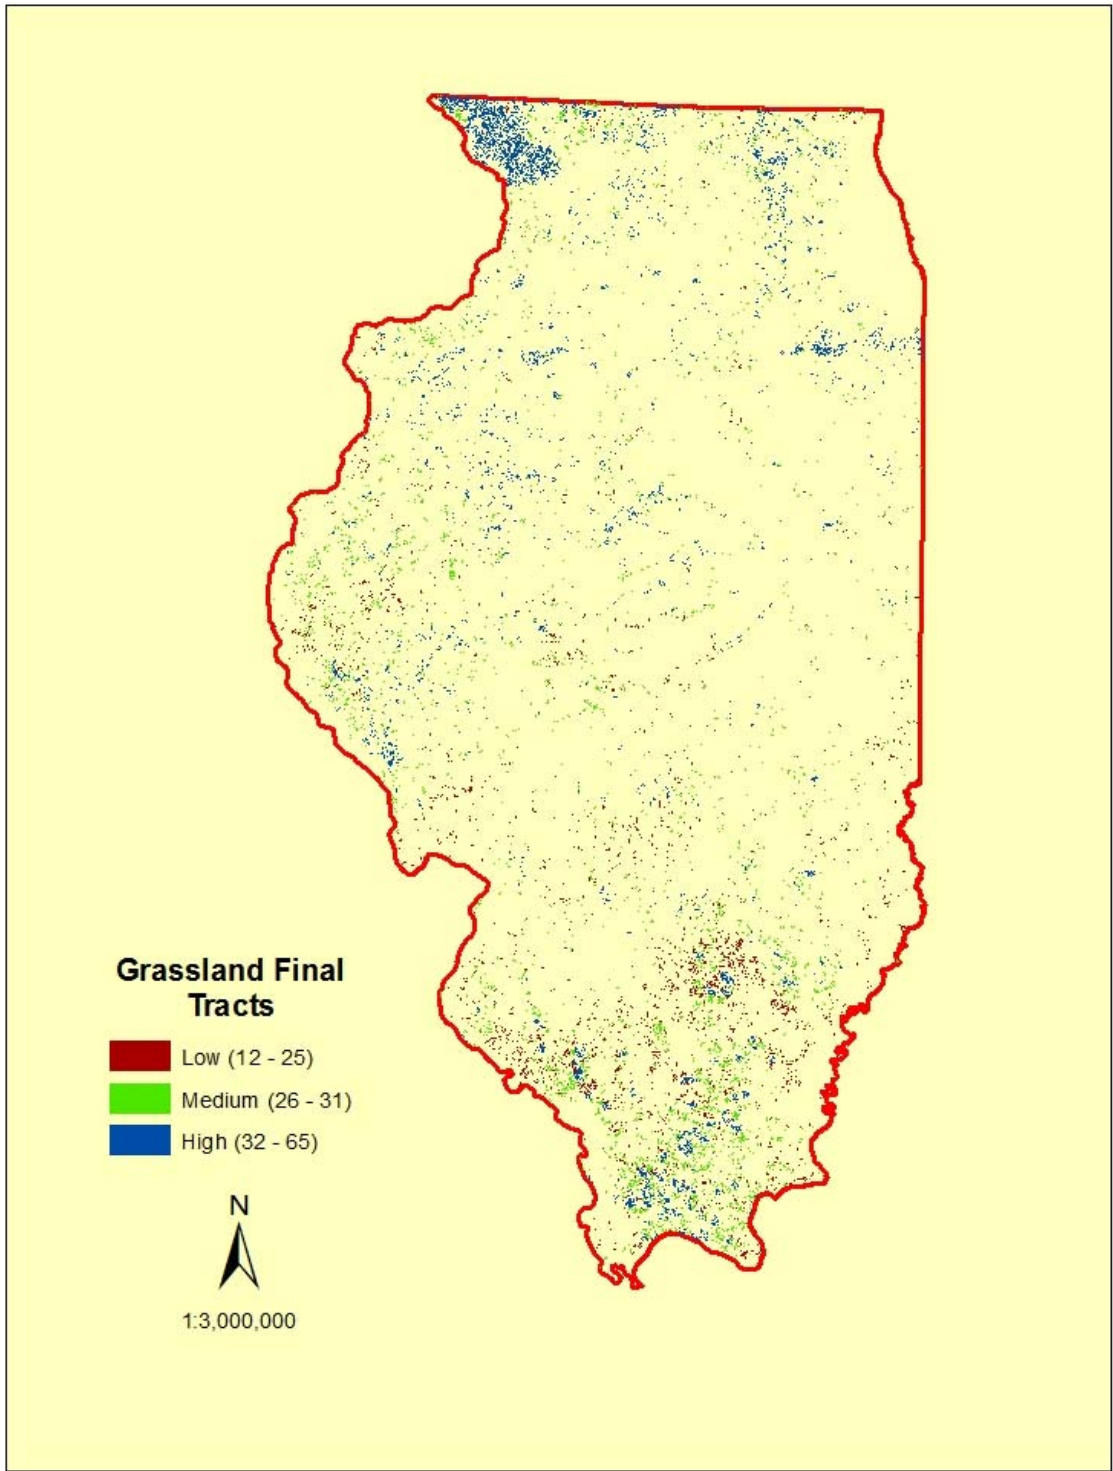 Grassland Final
Tracts
Low (12 - 25)
Medium (26 - 31)
High (32 - 65)
N
1:3,000,000